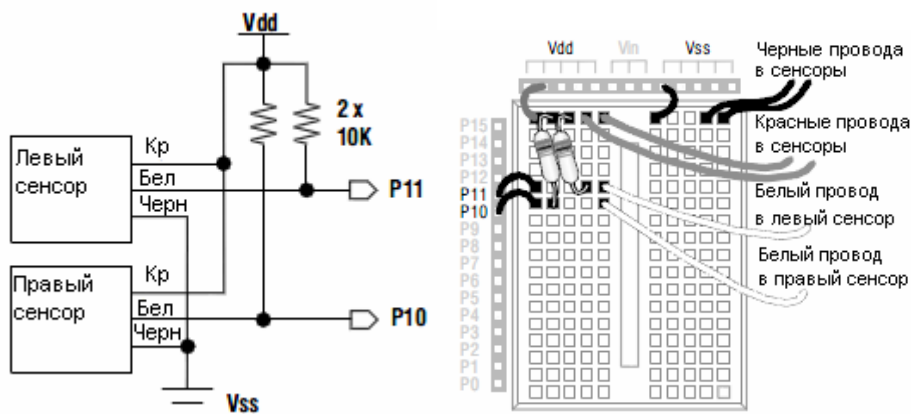 Vdd
2 x
10K
Левый
сенсор
Кр
Бел
Черн
P11
Правый
сенсор
Кр
Бел
Черн
P10
Vss
Vdd
Vin
Vss
P15
P14
P13
P12
P11
P10
P9
P8
P7
P6
P5
P4
P3
P2
P1
P0
Черные провода
в сенсоры
Красные провода
в сенсоры
Белый провод
в левый сенсор
Белый провод
в правый сенсор